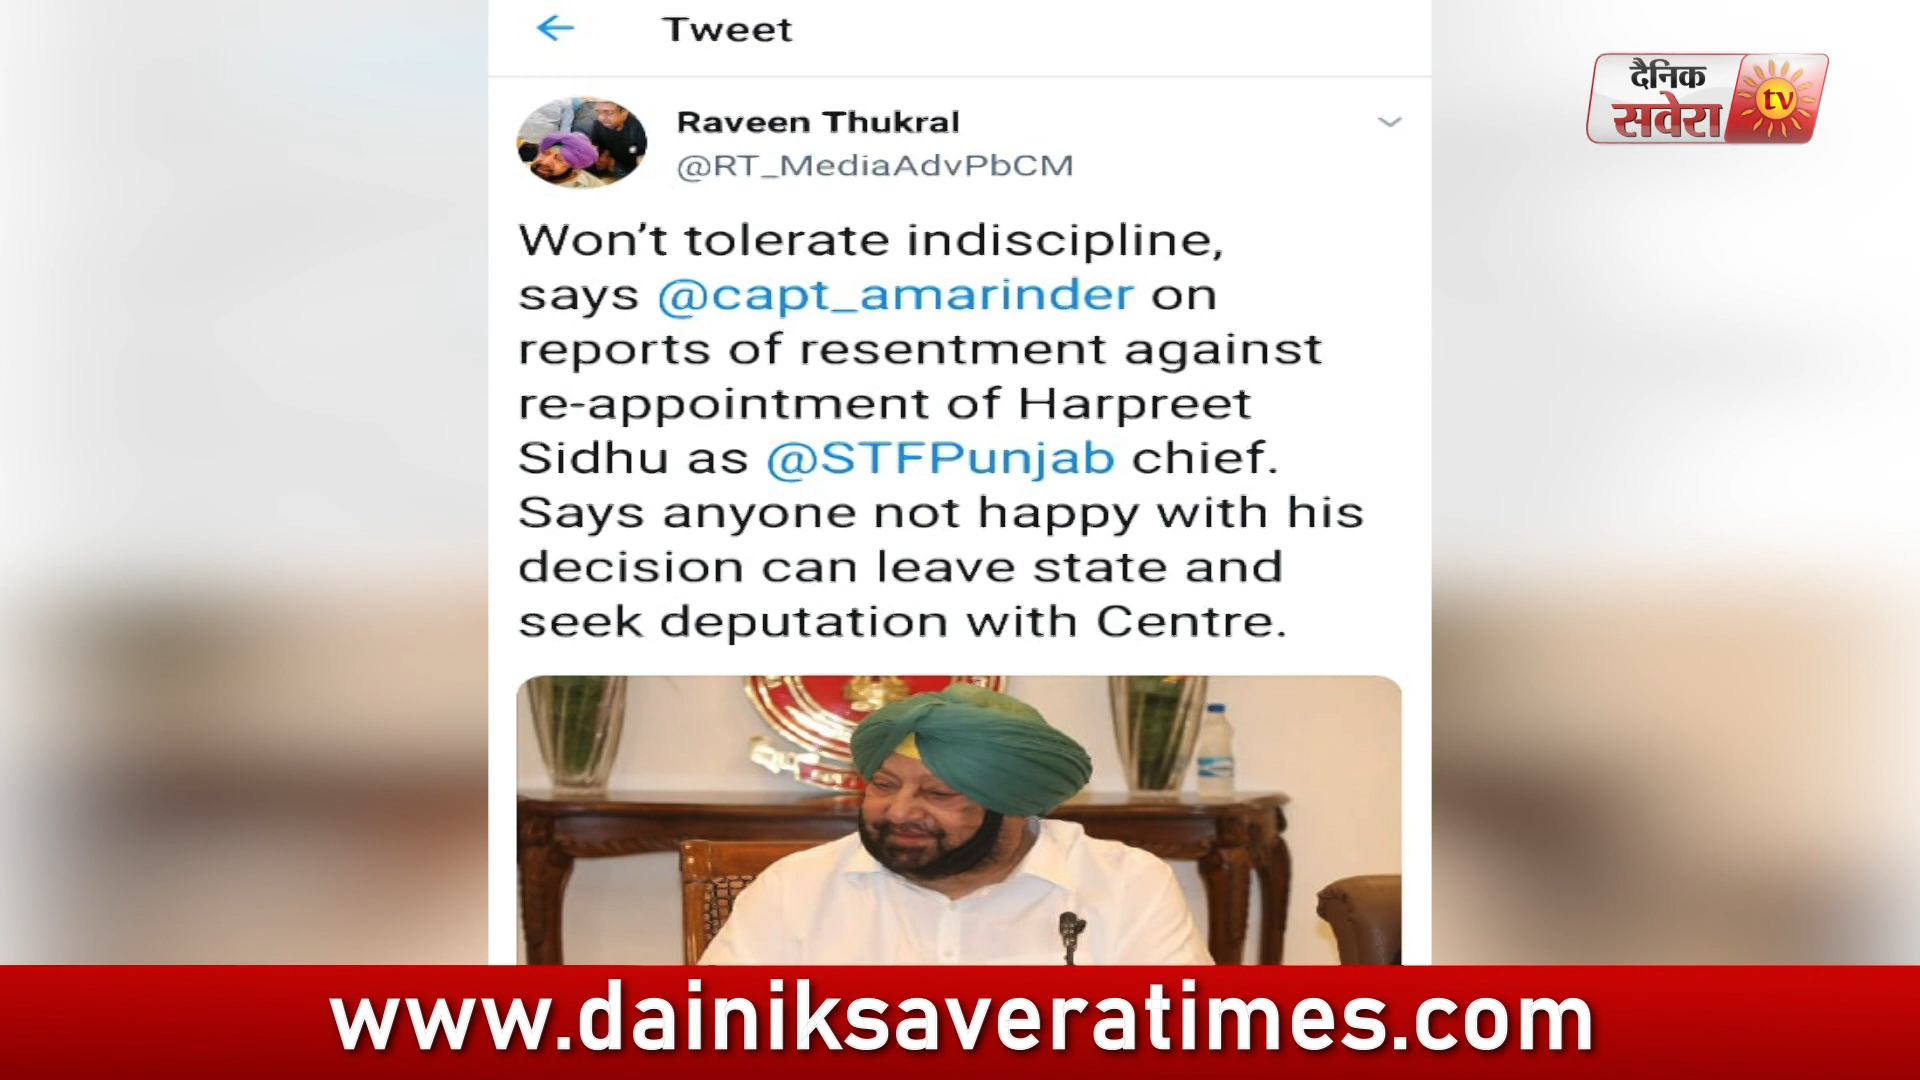 Tweet
दैनिक
सवेरा
tv
Raveen Thukral
@RT_MediaAdvPbCM
Won't tolerate indiscipline,
says @capt_amarinder on
reports of resentment against
re-appointment of Harpreet
Sidhu as @STFPunjab chief.
Says anyone not happy with his
decision can leave state and
seek deputation with Centre.
www.dainiksaveratimes.com